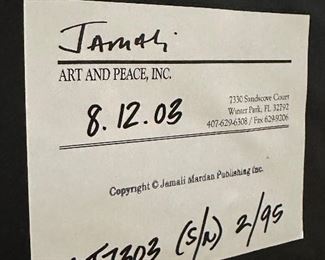 Jamali
ART AND PEACE, INC.
7330 Sandscove Court
Winter Park, FL 32792
8.12.03
407-629-6308 / Fax 629-9206
Copyright © Jamali Mardan Publishing Inc.
(S/N) 2/95